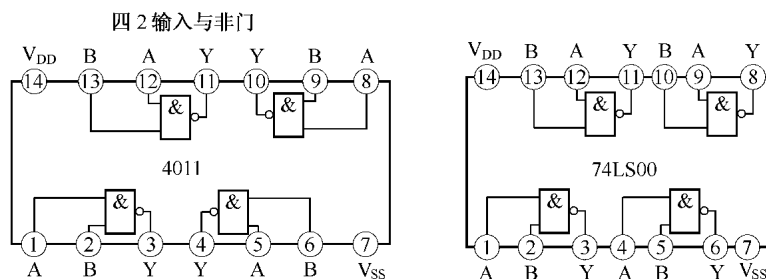 四2输入与非门
V_DD B A Y Y B A
14 13 12 11 10 9 8
& &
4011
& &
1 2 3 4 5 6 7
A B Y Y A B V_SS
V_DD B A Y B A Y
14 13 12 11 10 9 8
& &
74LS00
& &
1 2 3 4 5 6 7
A B Y A B Y V_SS